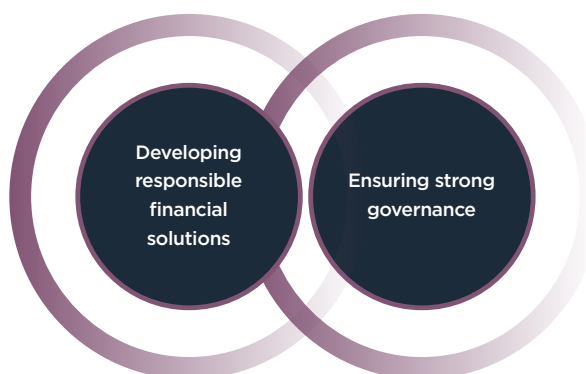 Developing
responsible
financial
solutions
Ensuring strong
governance